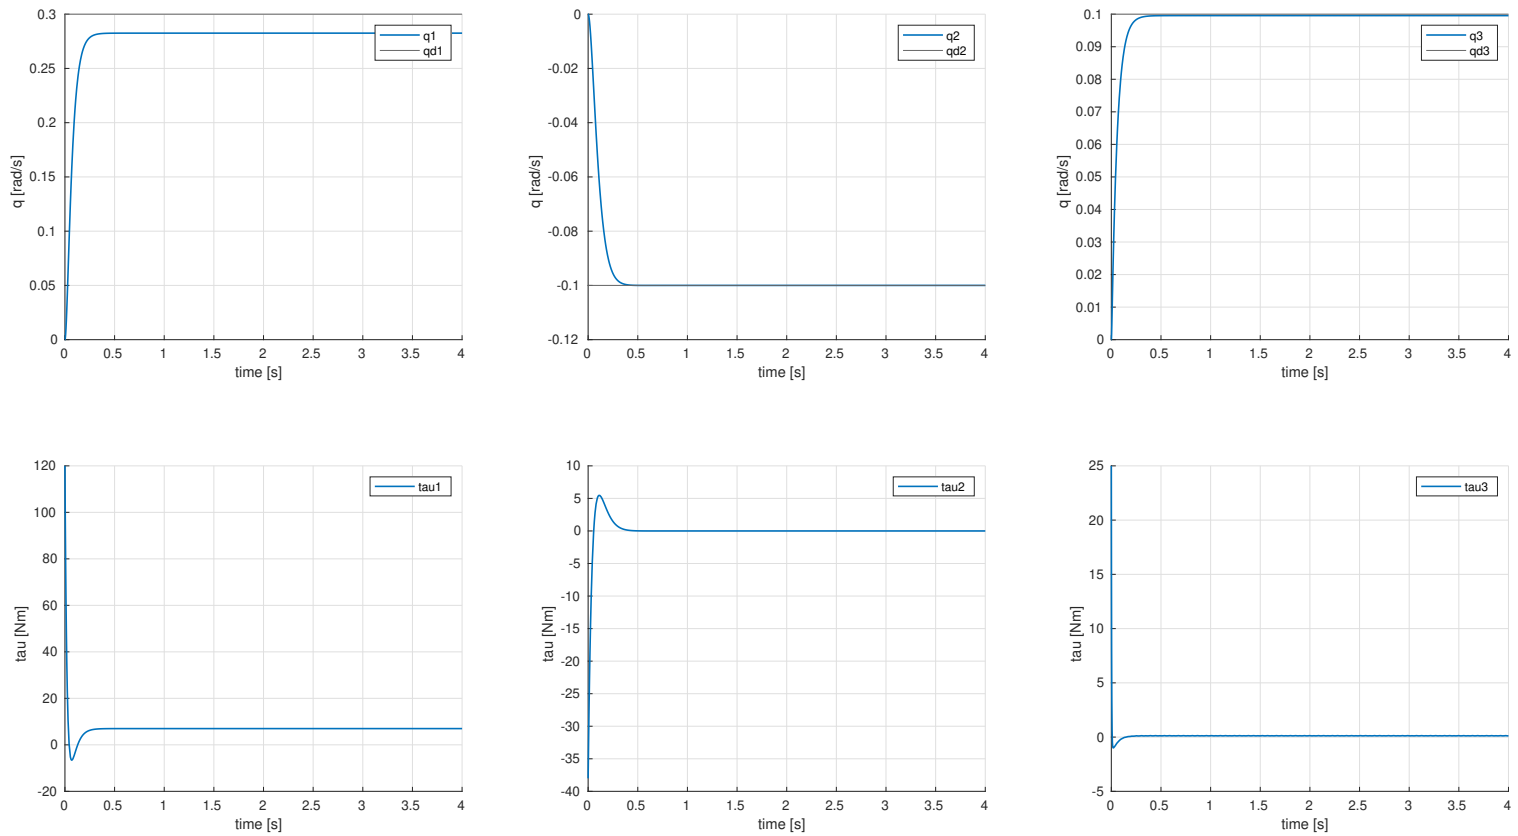 0.3
0.25
0.2
0.15
0.1
0.05
0
q [rad/s]
0 0.5 1 1.5 2 2.5 3 3.5 4
time [s]
q1
qd1
0
-0.02
-0.04
-0.06
-0.08
-0.1
-0.12
q [rad/s]
0 0.5 1 1.5 2 2.5 3 3.5 4
time [s]
q2
qd2
0.1
0.09
0.08
0.07
0.06
0.05
0.04
0.03
0.02
0.01
0
q [rad/s]
0 0.5 1 1.5 2 2.5 3 3.5 4
time [s]
q3
qd3
120
100
80
60
40
20
0
-20
tau [Nm]
0 0.5 1 1.5 2 2.5 3 3.5 4
time [s]
tau1
10
5
0
-5
-10
-15
-20
-25
-30
-35
-40
tau [Nm]
0 0.5 1 1.5 2 2.5 3 3.5 4
time [s]
tau2
25
20
15
10
5
0
-5
tau [Nm]
0 0.5 1 1.5 2 2.5 3 3.5 4
time [s]
tau3